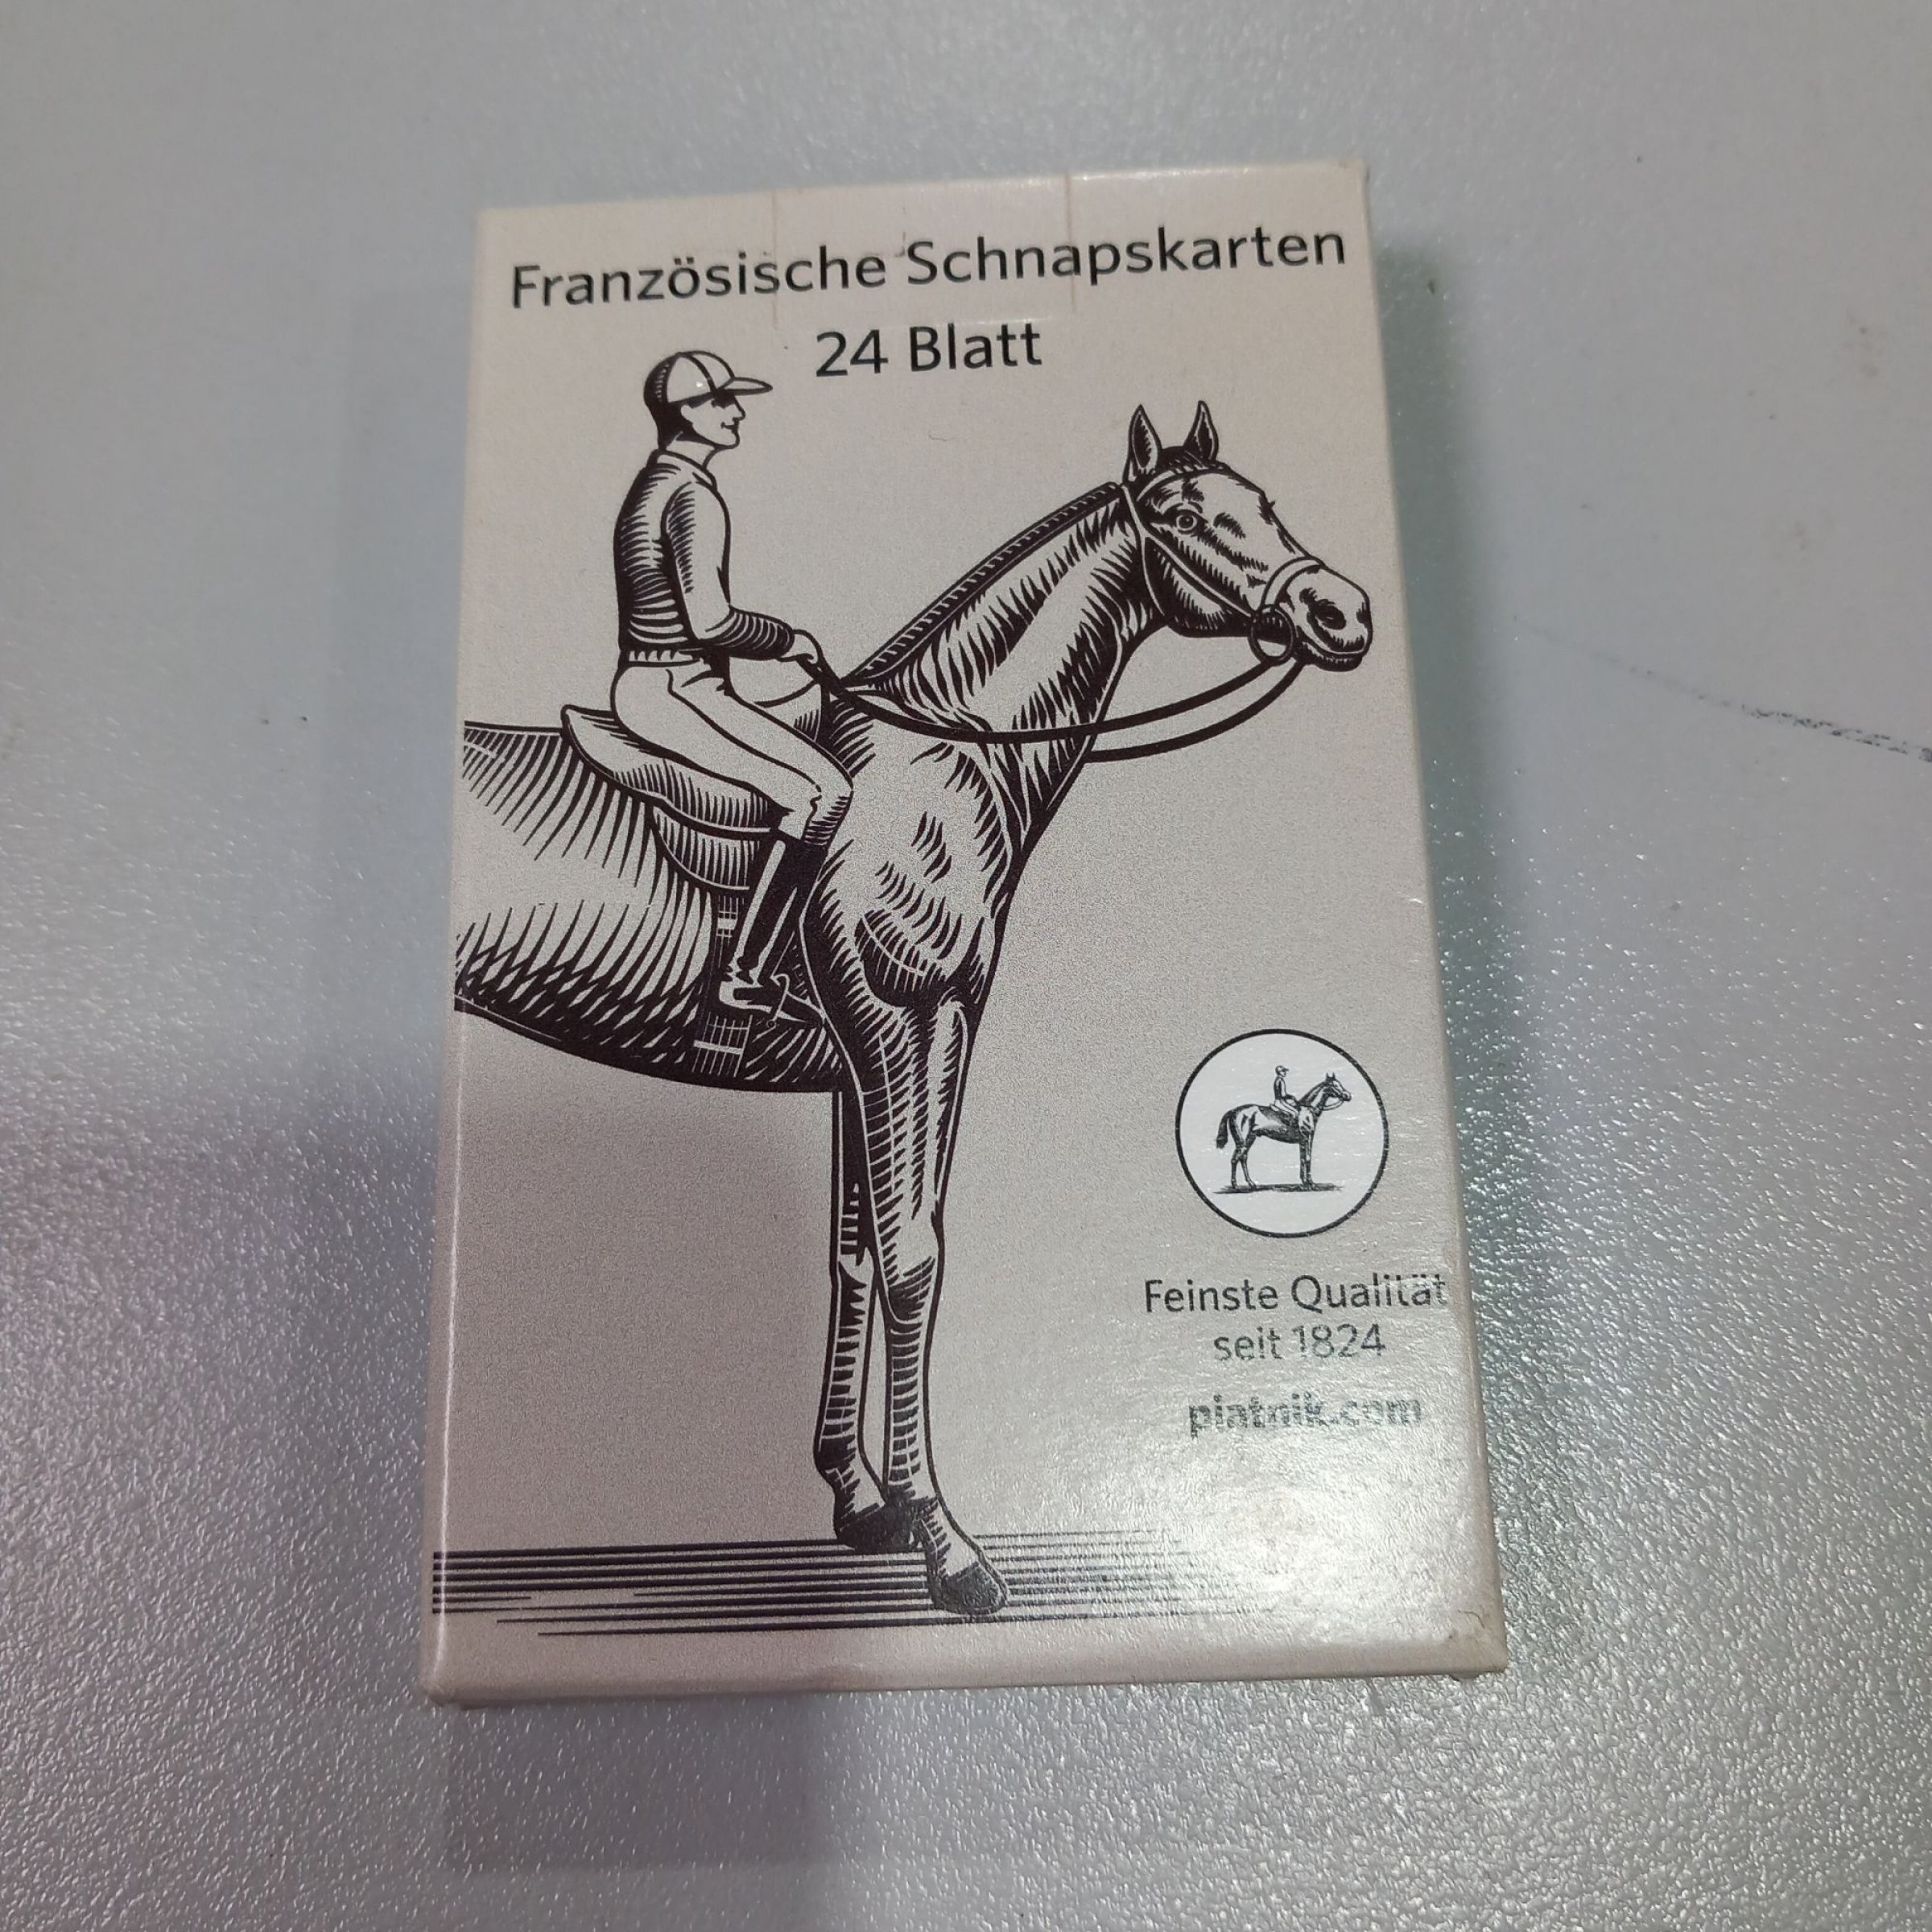 Französische Schnapskarten
24 Blatt
Feinste Qualität
seit 1824
piatnik.com